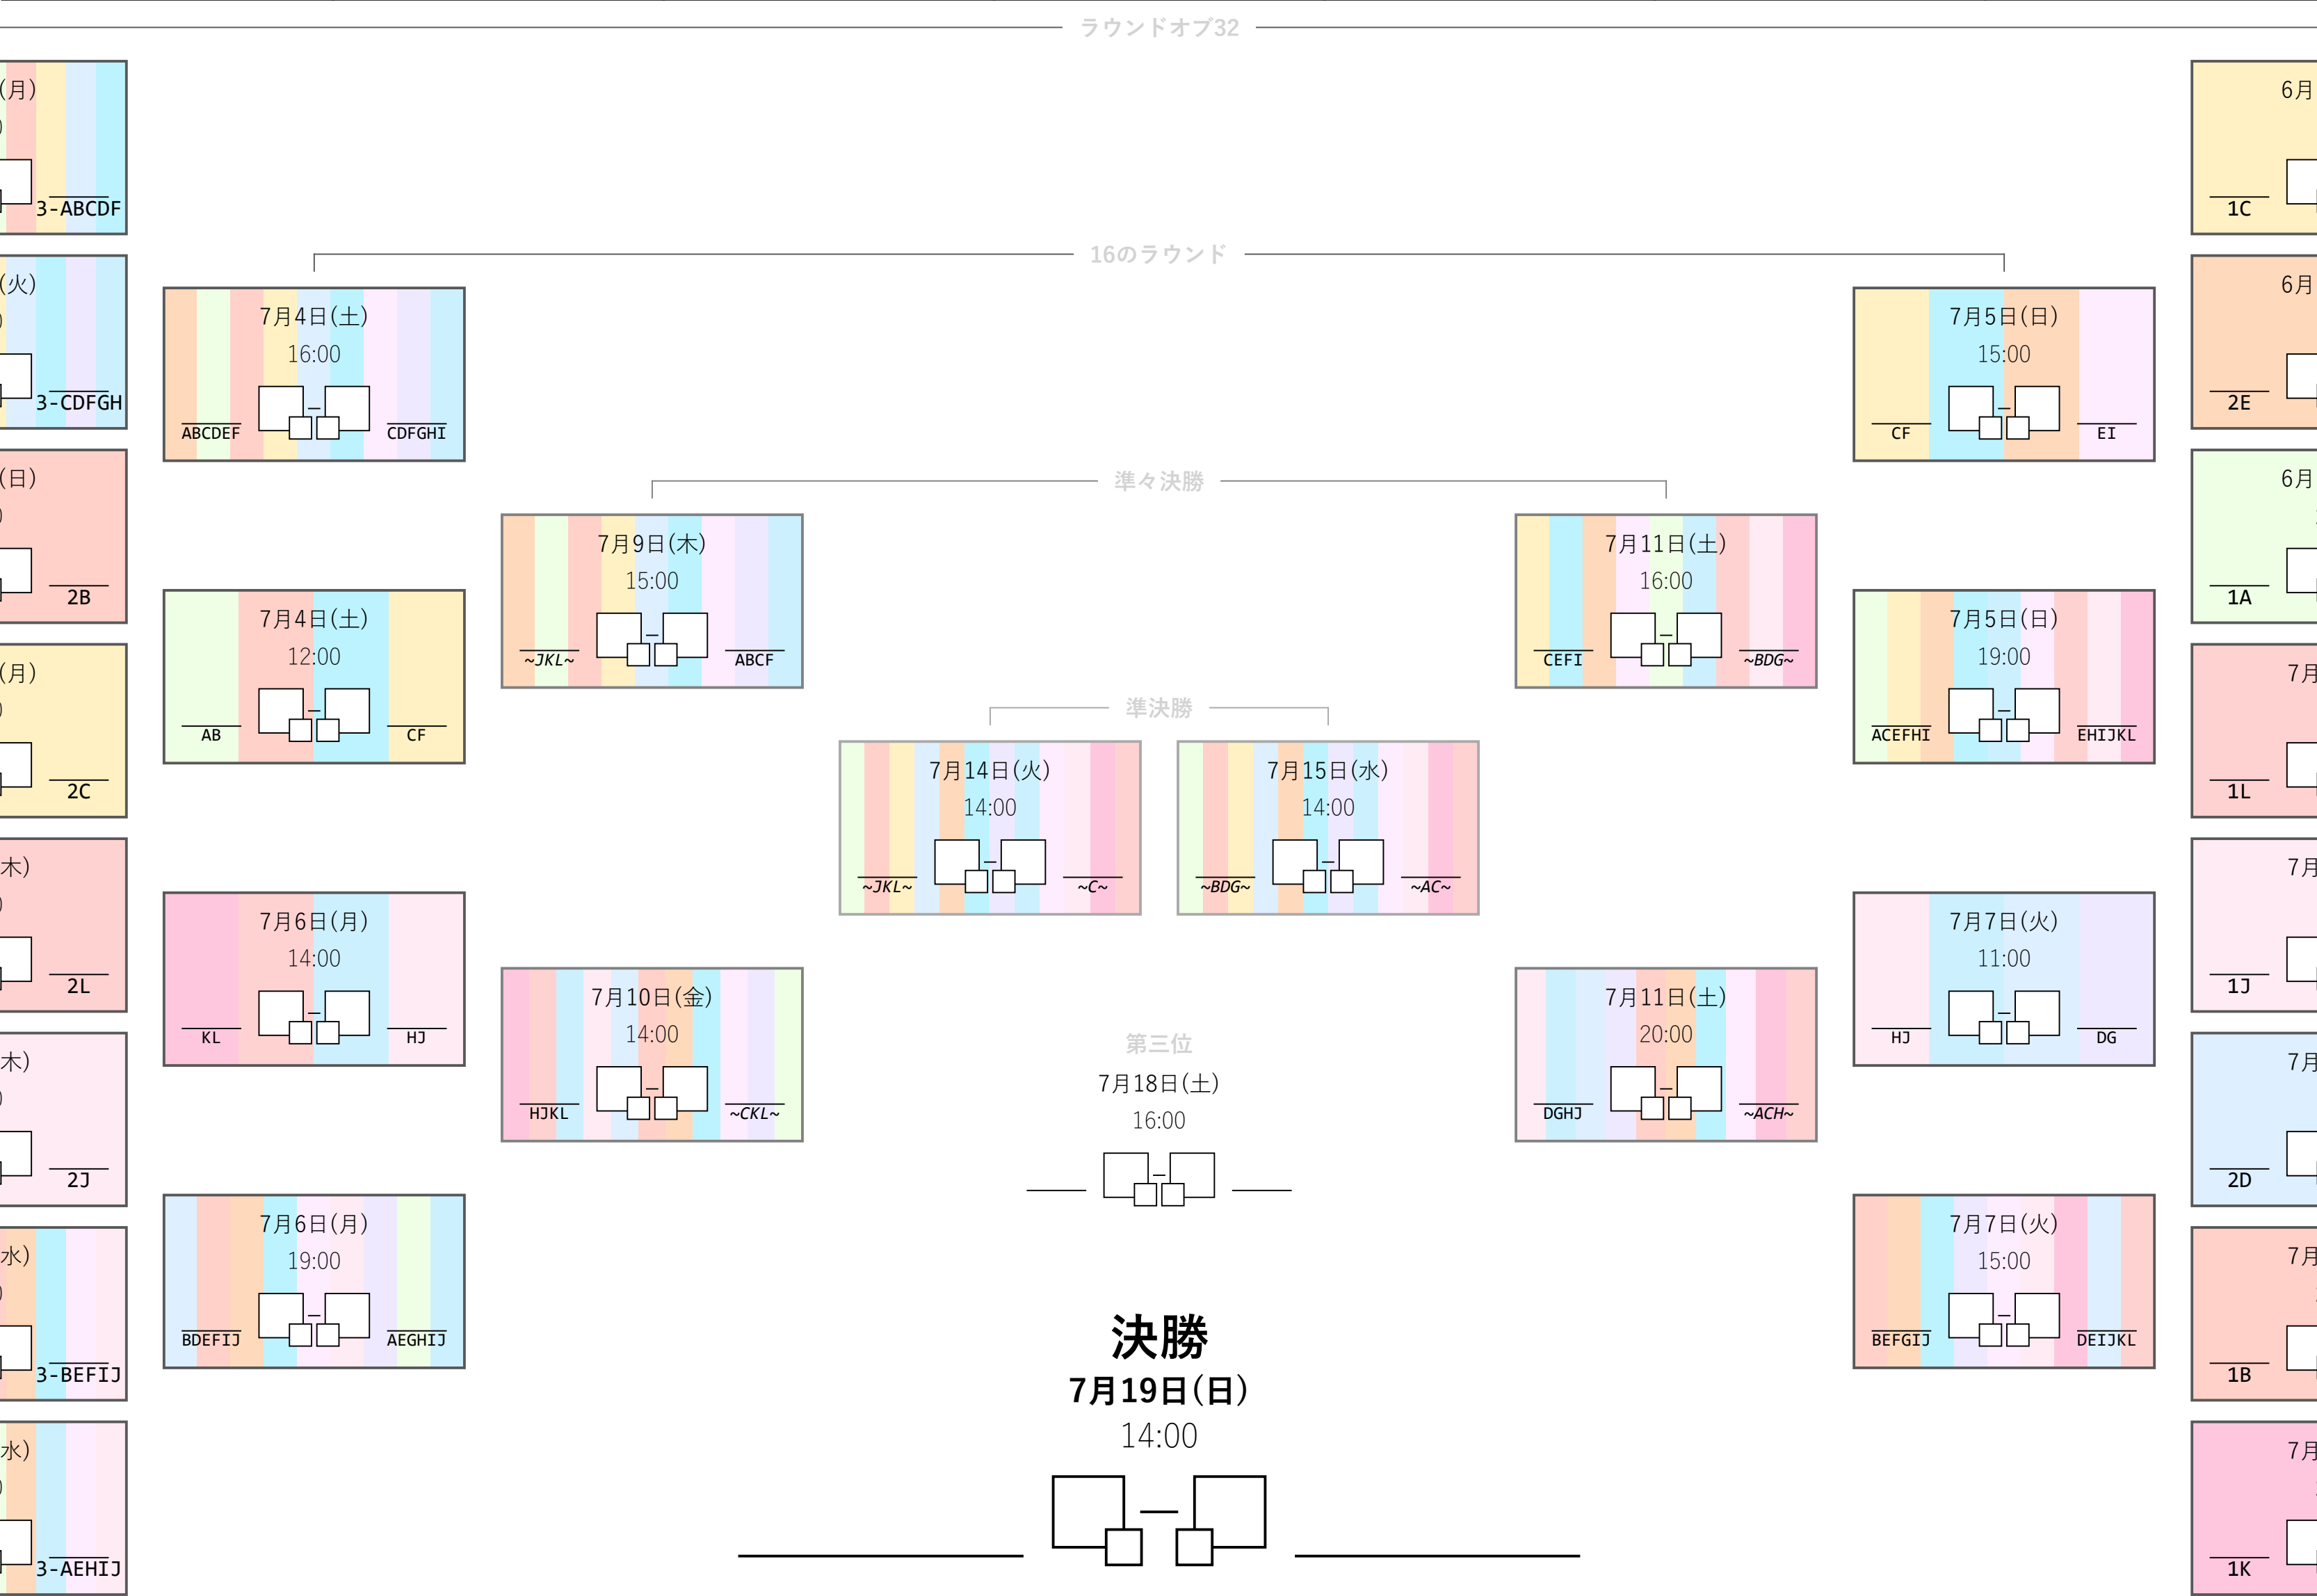 ラウンドオブ32
(月)
3-ABCDF
(火)
3-CDFGH
(日)
2B
(月)
2C
木)
2L
木)
2J
水)
3-BEFIJ
水)
3-AEHIJ
16のラウンド
7月4日(土)
16:00
ABCDEF
CDFGHI
7月4日(土)
12:00
AB
CF
7月6日(月)
14:00
KL
HJ
7月6日(月)
19:00
BDEFIJ
AEGHIJ
準々決勝
7月9日(木)
15:00
~JKL~
ABCF
7月10日(金)
14:00
HJKL
~CKL~
準決勝
7月14日(火)
14:00
~JKL~
~C~
7月15日(水)
14:00
~BDG~
~AC~
第三位
7月18日(土)
16:00
決勝
7月19日(日)
14:00
7月11日(土)
16:00
CEFI
~BDG~
7月11日(土)
20:00
DGHJ
~ACH~
7月5日(日)
15:00
CF
EI
7月5日(日)
19:00
ACEFHI
EHIJKL
7月7日(火)
11:00
HJ
DG
7月7日(火)
15:00
BEFGIJ
DEIJKL
6月
1C
6月
2E
6月
1A
7月
1L
7月
1J
7月
2D
7月
1B
7月
1K